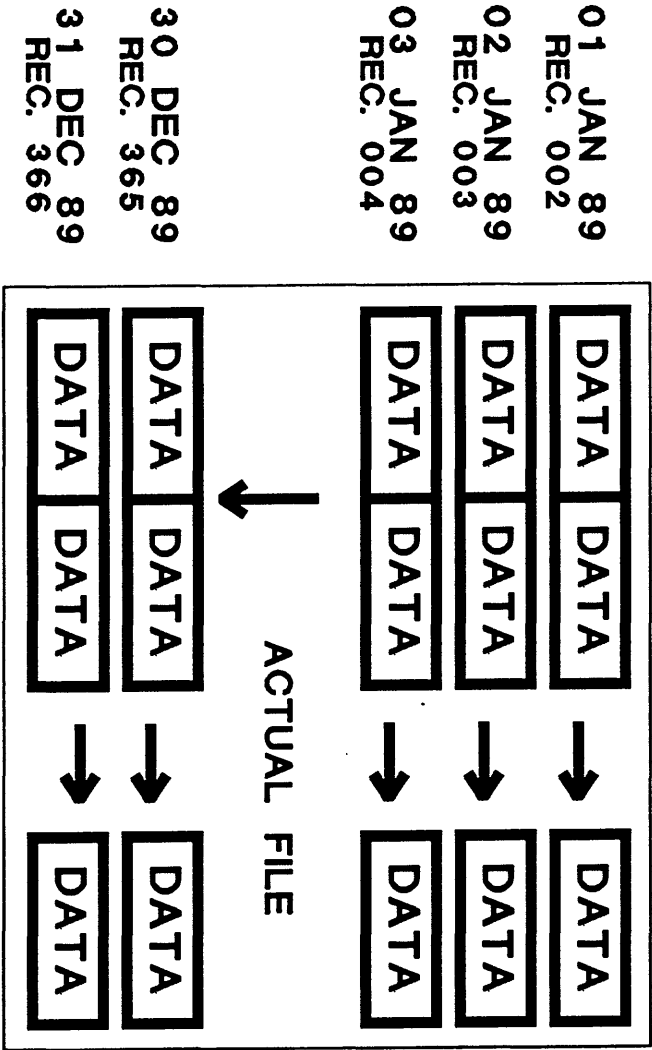 01 JAN 89
REC. 002
DATA DATA DATA
02 JAN 89
REC. 003
DATA DATA DATA
03 JAN 89
REC. 004
DATA DATA DATA
ACTUAL FILE
30 DEC 89
REC. 365
DATA DATA DATA
31 DEC 89
REC. 366
DATA DATA DATA